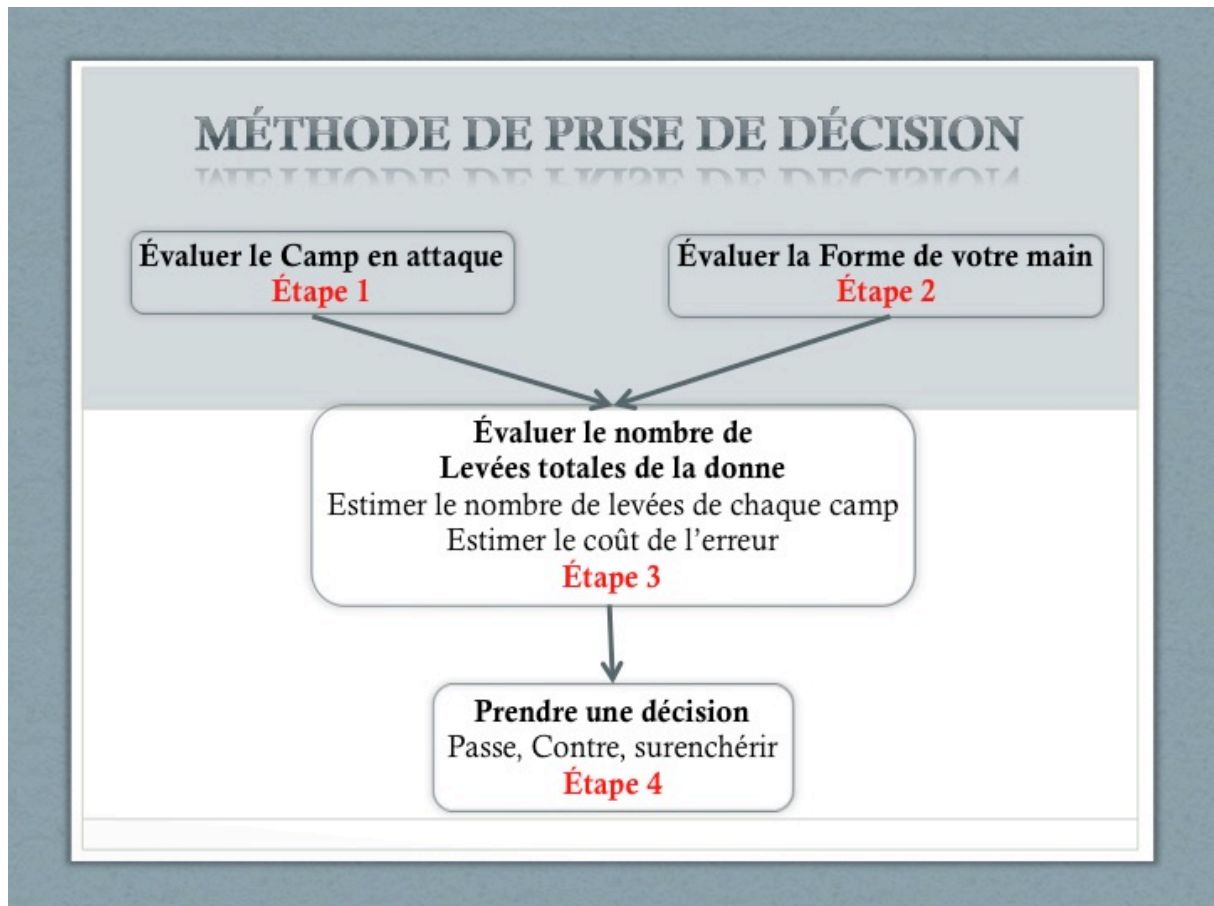 MÉTHODE DE PRISE DE DÉCISION
Évaluer le Camp en attaque
Étape 1
Évaluer la Forme de votre main
Étape 2
Évaluer le nombre de
Levées totales de la donne
Estimer le nombre de levées de chaque camp
Estimer le coût de l’erreur
Étape 3
Prendre une décision
Passe, Contre, surenchérir
Étape 4